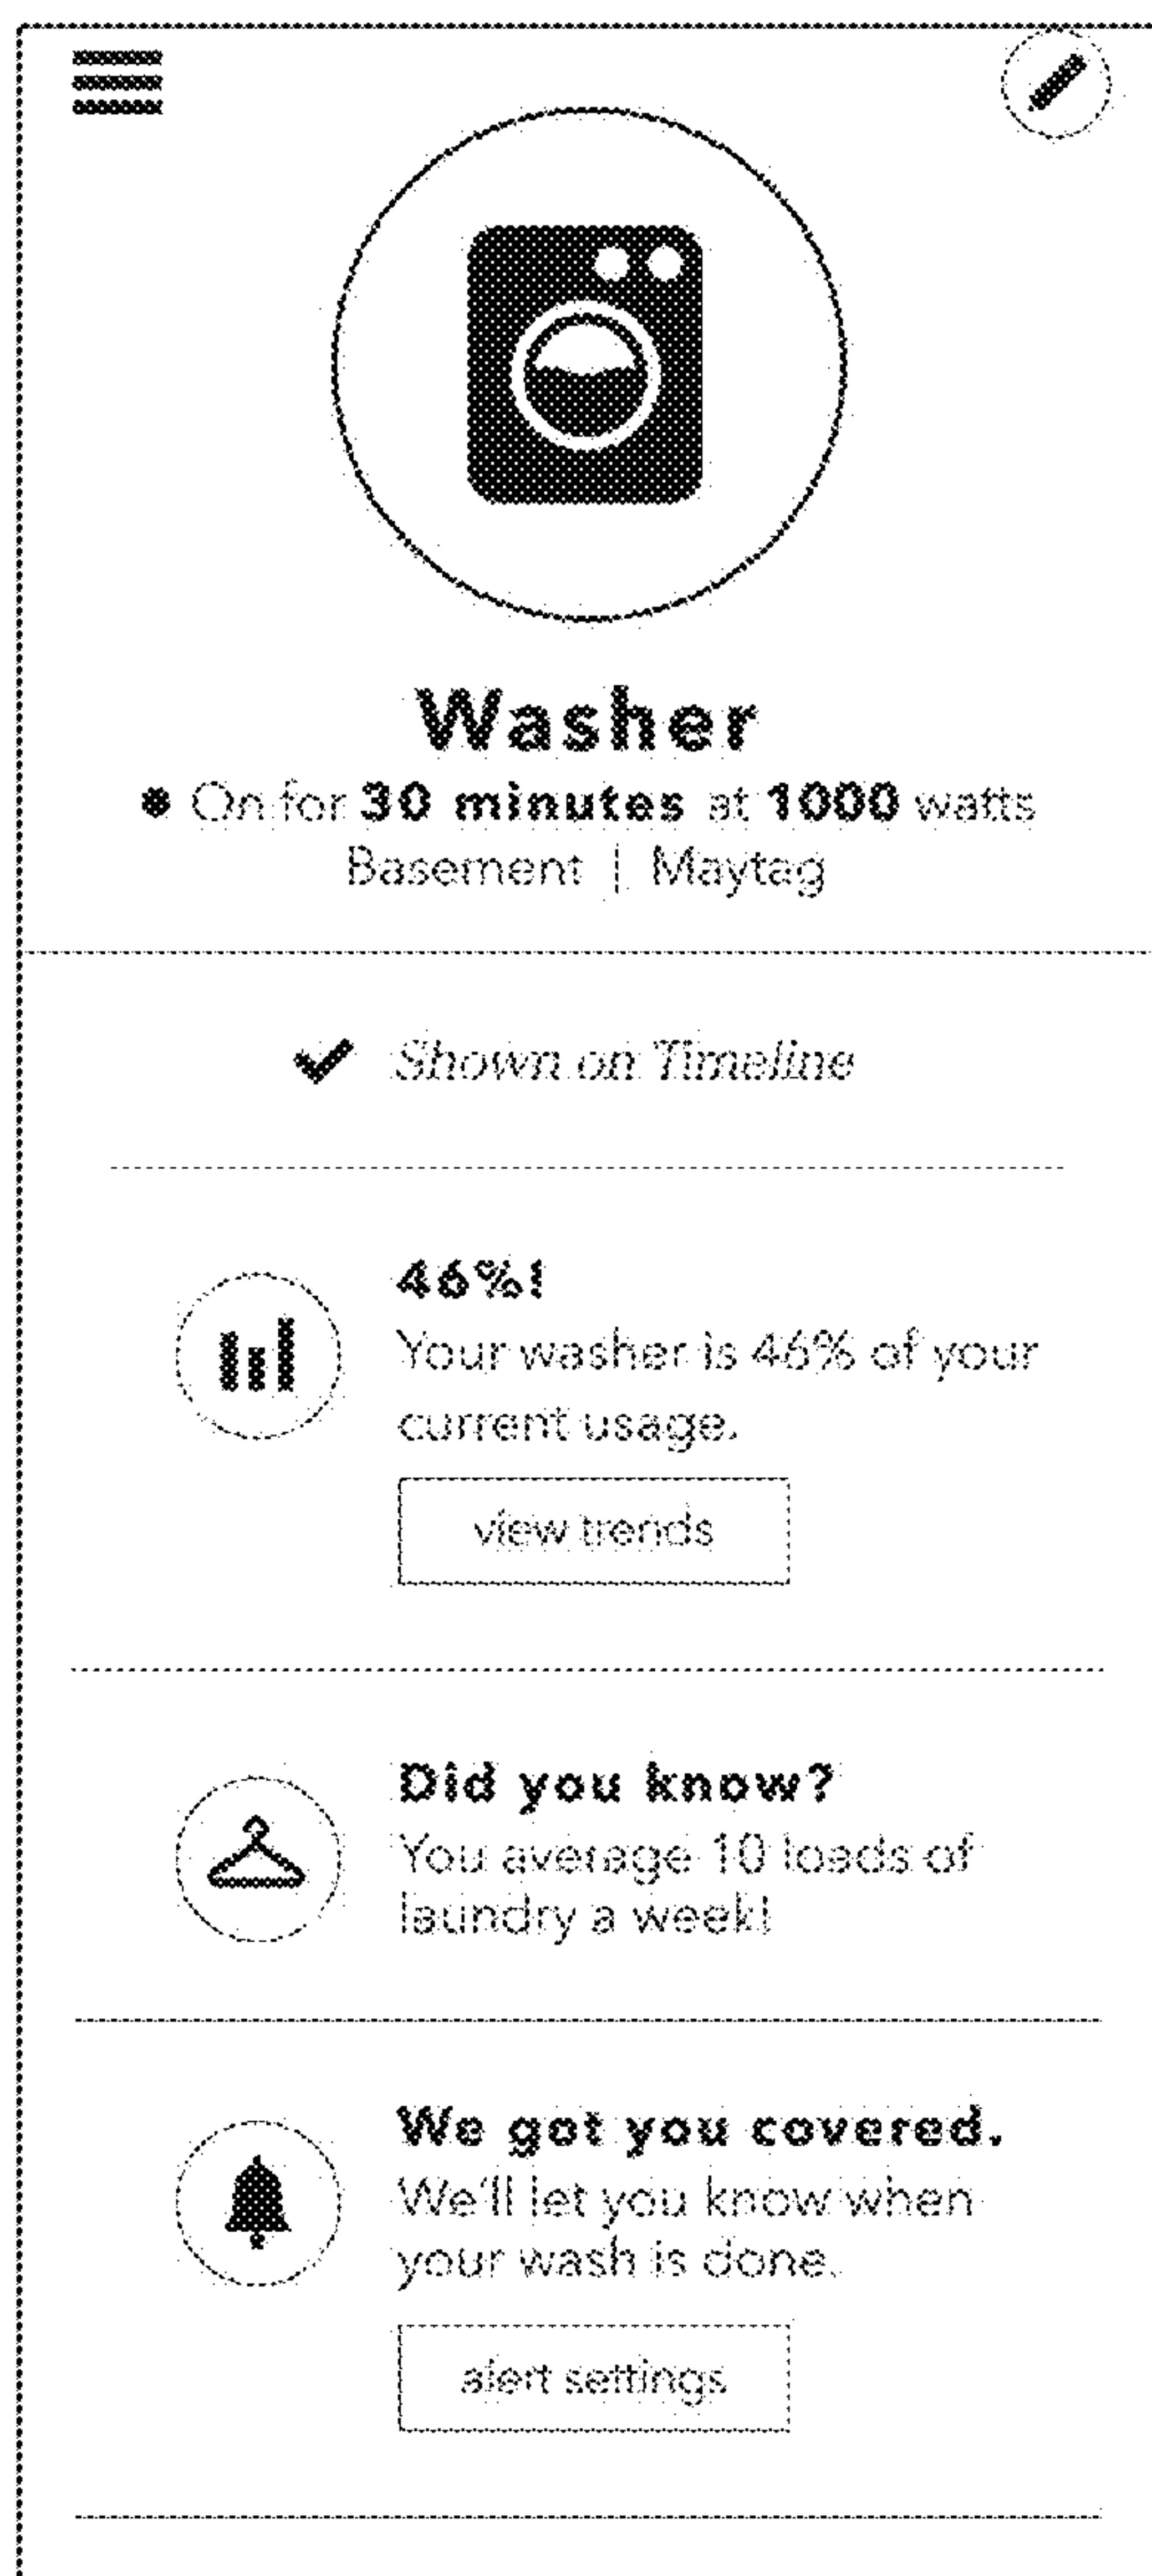 Washer
On for 30 minutes at 1000 watts
Basement | Maytag
Shown on Timeline
46%!
Your washer is 46% of your
current usage.
view trends
Did you know?
You average 10 loads of
laundry a week!
We got you covered.
We'll let you know when
your wash is done.
alert settings